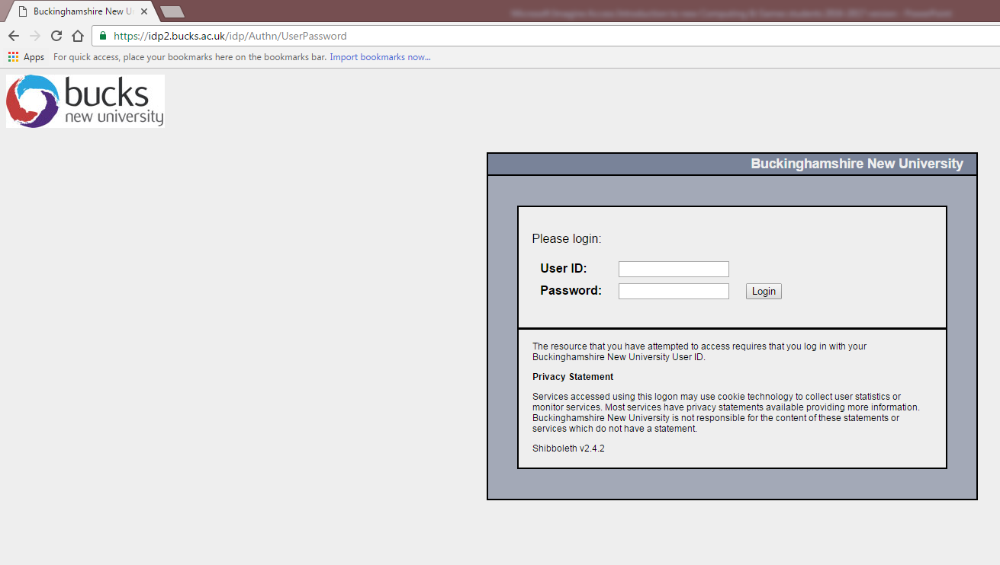 Buckinghamshire New U
https://idp2.bucks.ac.uk/idp/Authn/UserPassword
Apps For quick access, place your bookmarks here on the bookmarks bar. Import bookmarks now...
bucks
new university
Buckinghamshire New University
Please login:
User ID:
Password:
Login
The resource that you have attempted to access requires that you log in with your
Buckinghamshire New University User ID.
Privacy Statement
Services accessed using this logon may use cookie technology to collect user statistics or
monitor services. Most services have privacy statements available providing more information.
Buckinghamshire New University is not responsible for the content of these statements or
services which do not have a statement.
Shibboleth v2.4.2